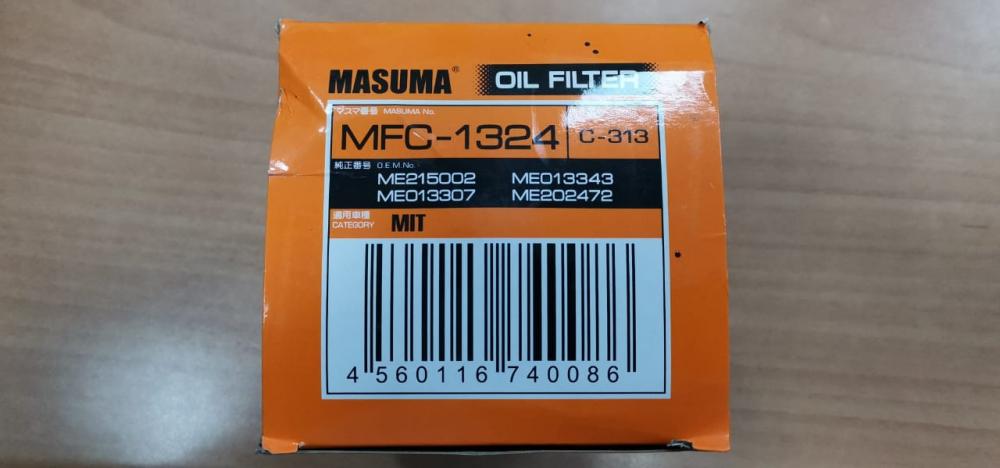 MASUMA® OIL FILTER
マスマ番号 MASUMA No.
MFC-1324 C-313
純正番号 O.E.M.No.
ME215002 ME013343
ME013307 ME202472
適用車種
CATEGORY MIT
4 560116 740086